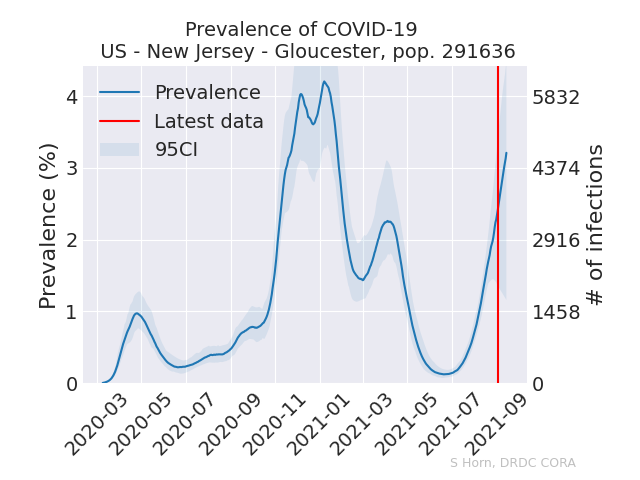 Prevalence of COVID-19
US - New Jersey - Gloucester, pop. 291636
Prevalence
Latest data
95CI
Prevalence (%)
4
3
2
1
0
5832
4374
2916
1458
0
# of infections
2020-03
2020-05
2020-07
2020-09
2020-11
2021-01
2021-03
2021-05
2021-07
2021-09
S Horn, DRDC CORA